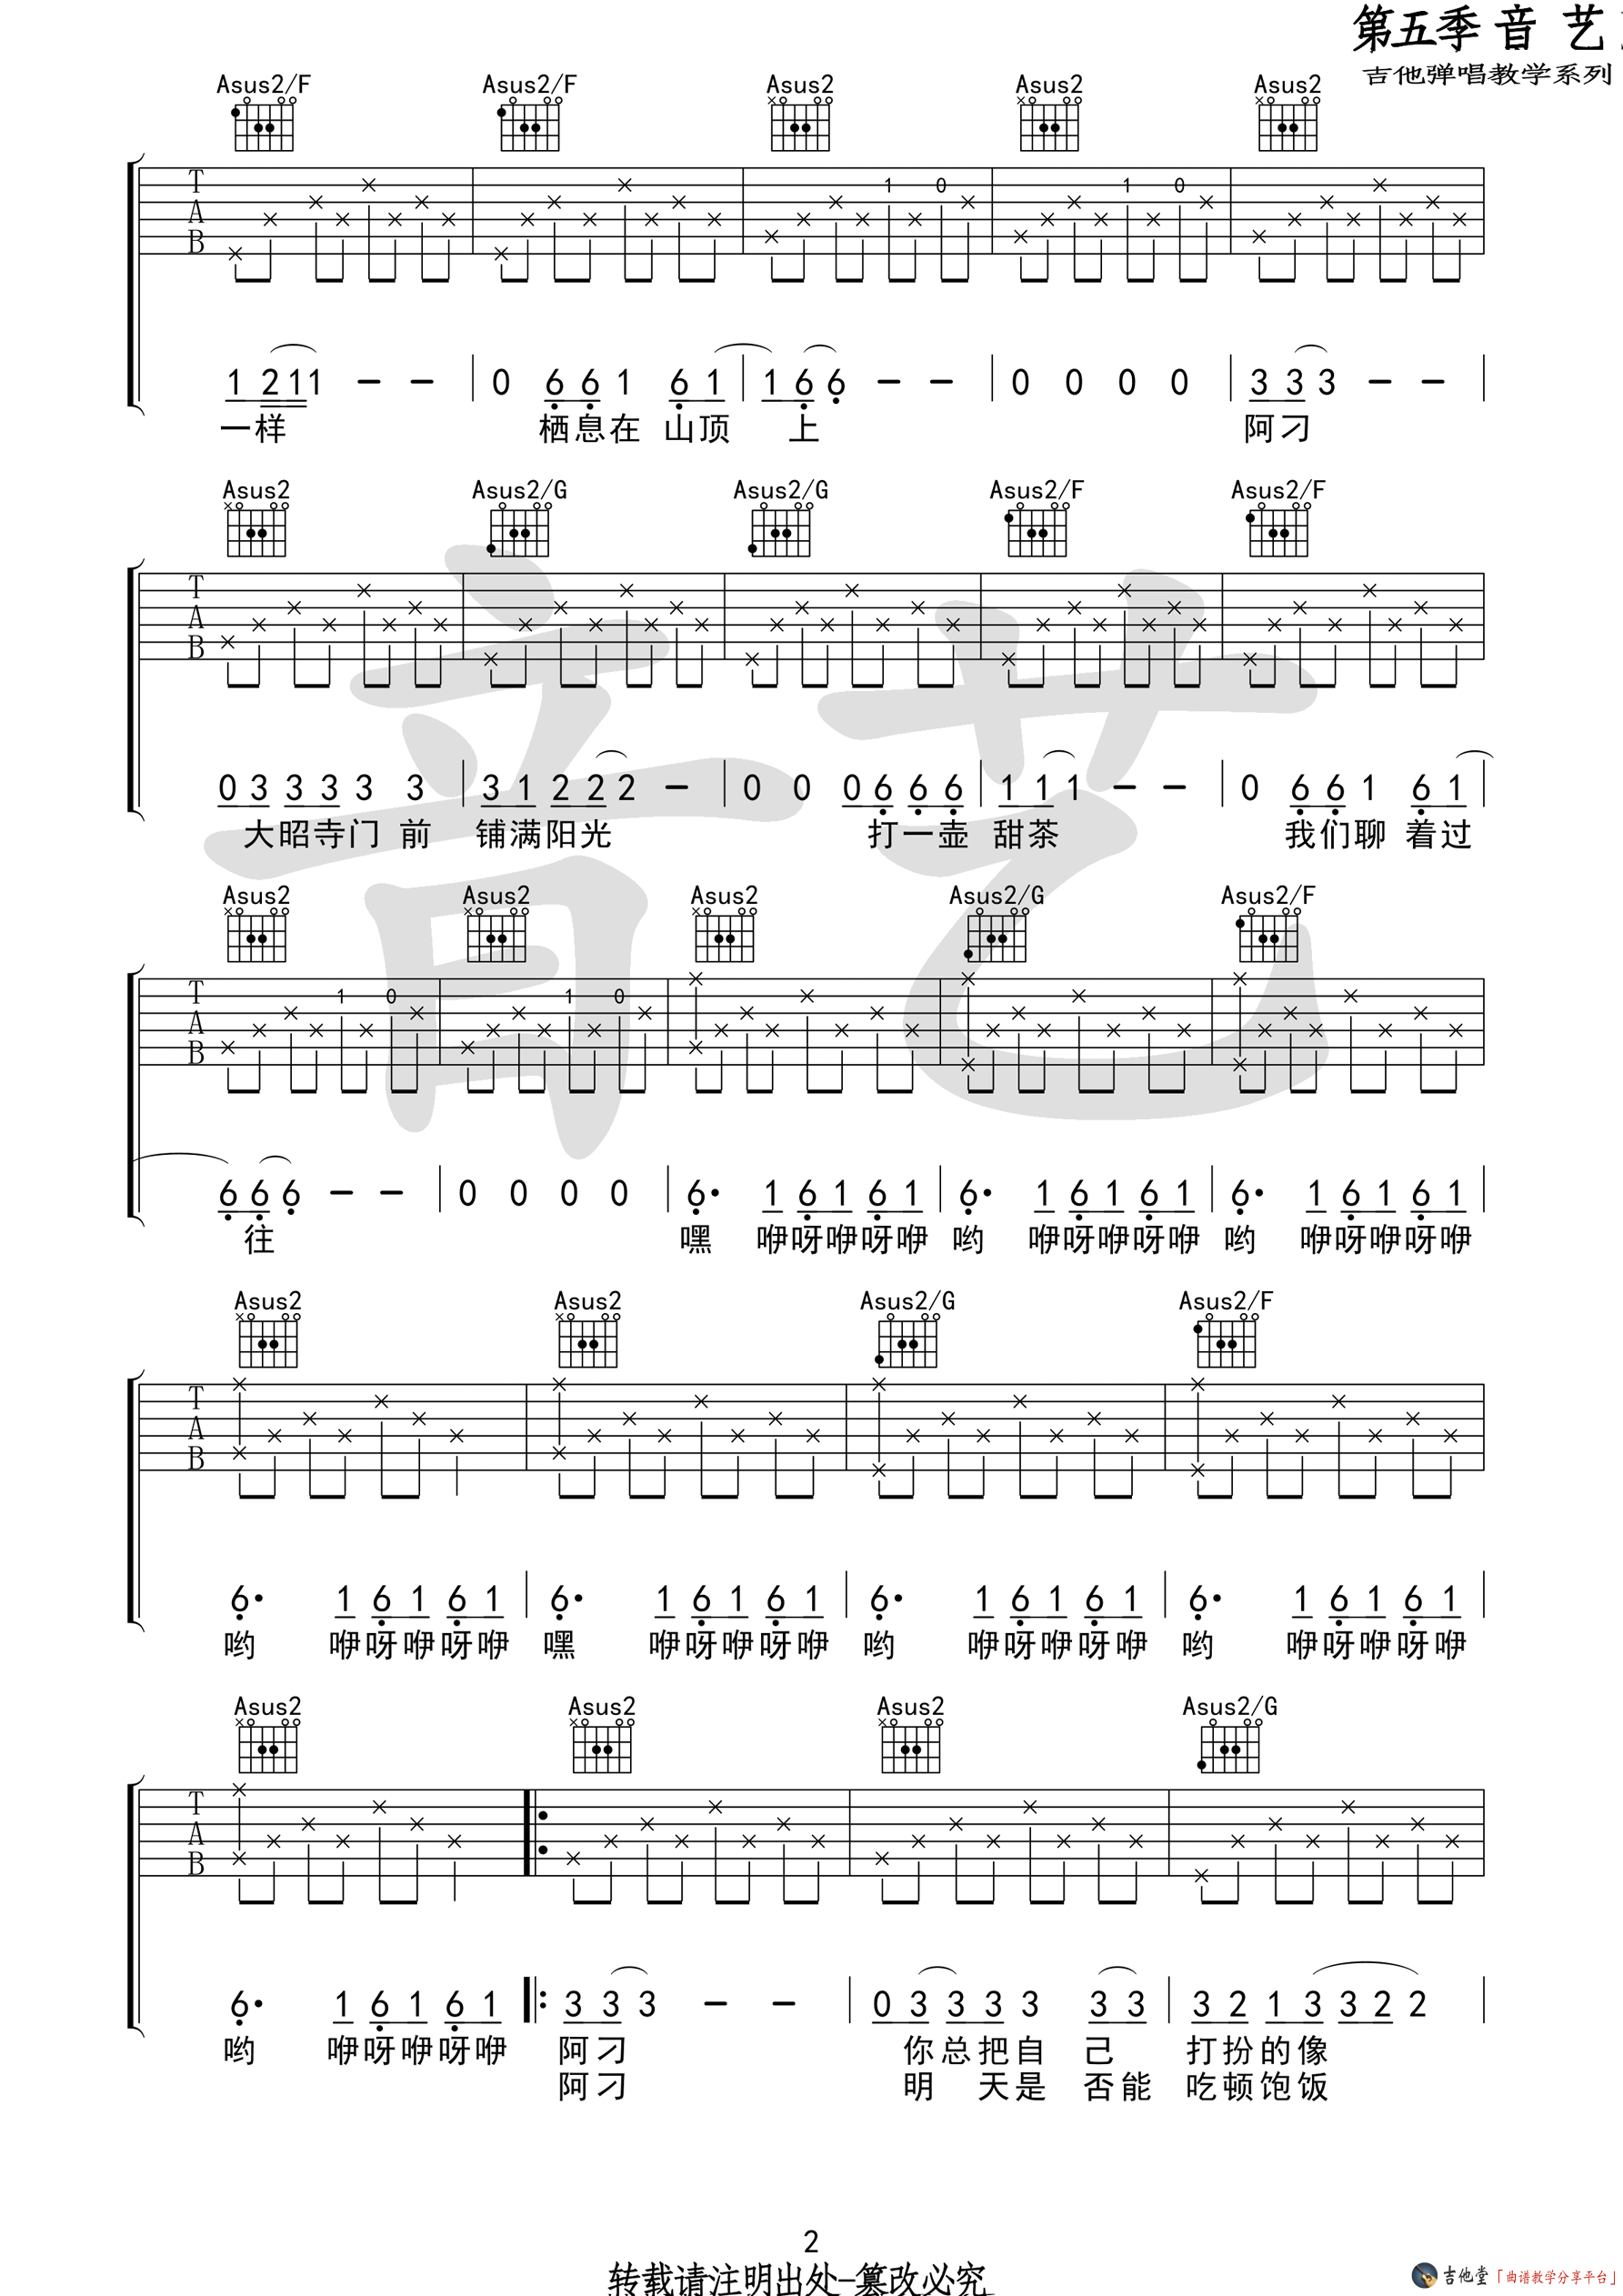 第五季 音 艺
吉他弹唱教学系列
Asus2/F Asus2/F Asus2 Asus2 Asus2
T A B
1 0 1 0
1 2 1 1 - - 0 6 6 1 6 1 1 6 6 - - 0 0 0 0 3 3 3 - -
一样 栖息在 山顶 上 阿刁
Asus2 Asus2/G Asus2/G Asus2/F Asus2/F
T A B
0 3 3 3 3 3 3 1 2 2 2 - 0 0 0 6 6 6 1 1 1 - - 0 6 6 1 6 1
大昭寺门 前 铺满阳光 打一壶 甜茶 我们聊 着过
音艺
Asus2 Asus2 Asus2 Asus2/G Asus2/F
T A B
1 0 1 0
6 6 6 - - 0 0 0 0 6· 1 6 1 6 1 6· 1 6 1 6 1 6· 1 6 1 6 1
往 嘿 咿呀咿呀咿 哟 咿呀咿呀咿 哟 咿呀咿呀咿
Asus2 Asus2 Asus2/G Asus2/F
T A B
6· 1 6 1 6 1 6· 1 6 1 6 1 6· 1 6 1 6 1 6· 1 6 1 6 1
哟 咿呀咿呀咿 嘿 咿呀咿呀咿 哟 咿呀咿呀咿 哟 咿呀咿呀咿
Asus2 Asus2 Asus2 Asus2/G
T A B
6· 1 6 1 6 1 3 3 3 - - 0 3 3 3 3 3 3 3 2 1 3 3 2 2
哟 咿呀咿呀咿 阿刁 你总把自 己 打扮的像
阿刁 明 天是 否能 吃顿饱饭
2
转载请注明出处-篡改必究
吉他堂「曲谱教学分享平台」